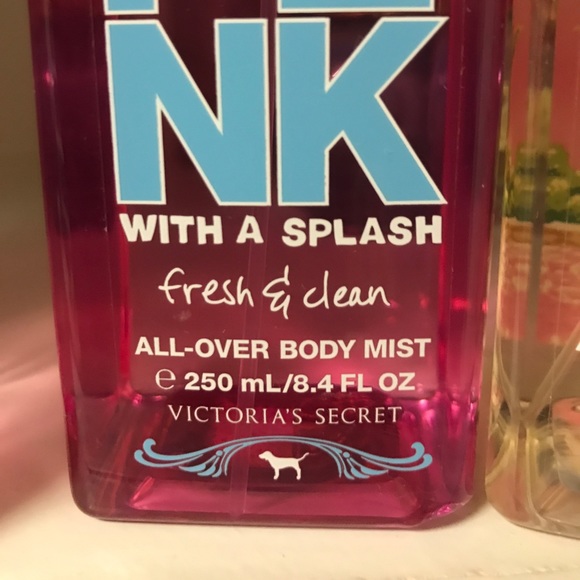 NK
WITH A SPLASH
fresh & clean
ALL-OVER BODY MIST
℮ 250 mL/8.4 FL OZ
VICTORIA'S SECRET